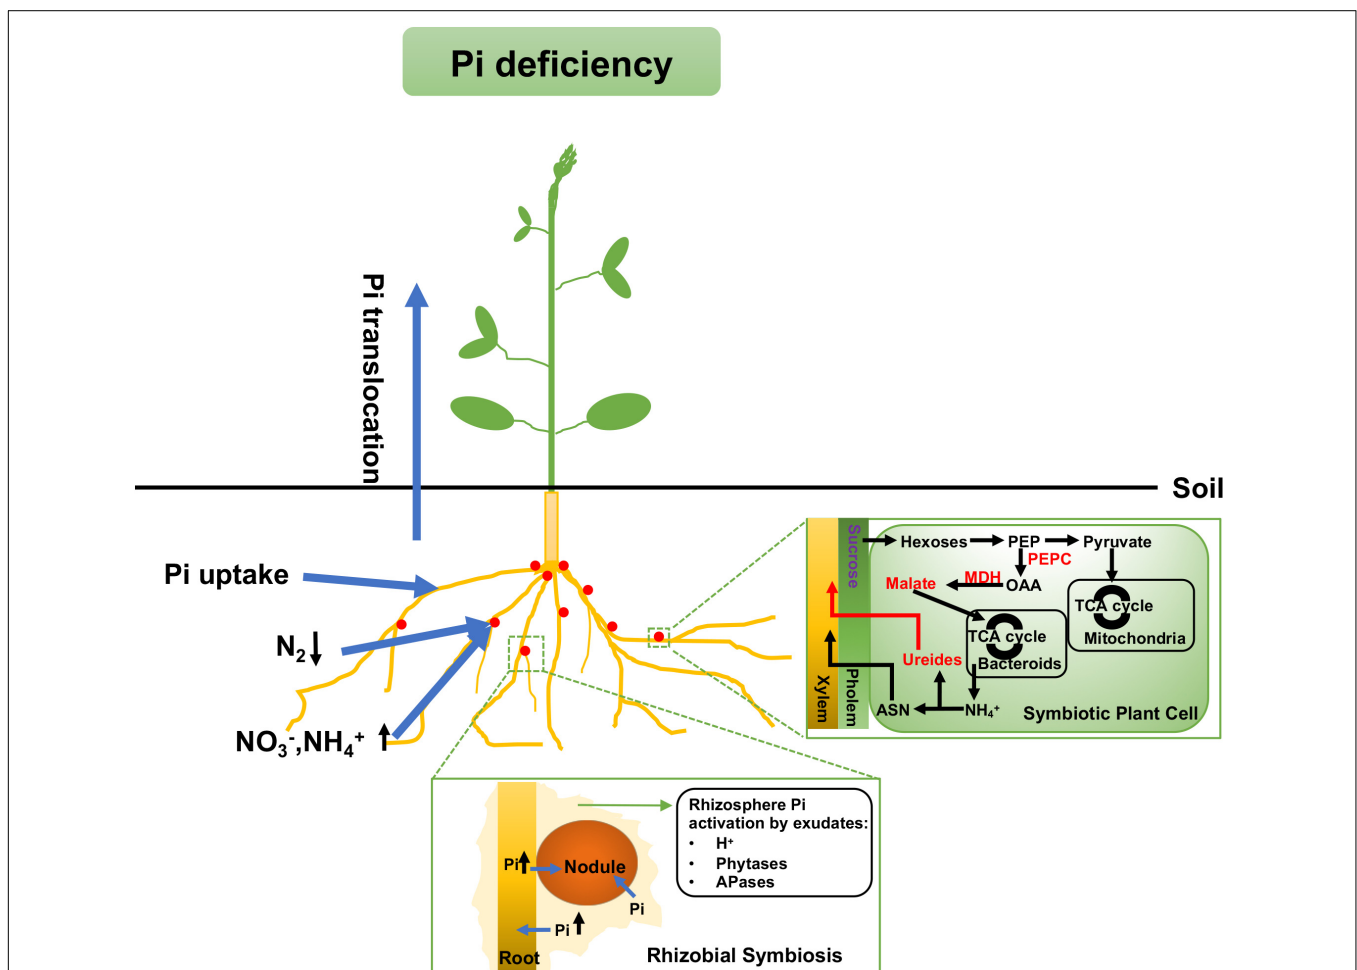 Pi deficiency
Pi translocation
Soil
Pi uptake
N₂
NO₃⁻,NH₄⁺
Sucrose
Hexoses
PEP
Pyruvate
PEPC
Malate
MDH
OAA
TCA cycle
Mitochondria
TCA cycle
Bacteroids
Ureides
Xylem
Pholem
ASN
NH₄⁺
Symbiotic Plant Cell
Rhizosphere Pi
activation by exudates:
• H⁺
• Phytases
• APases
Pi
Nodule
Pi
Pi
Root
Rhizobial Symbiosis